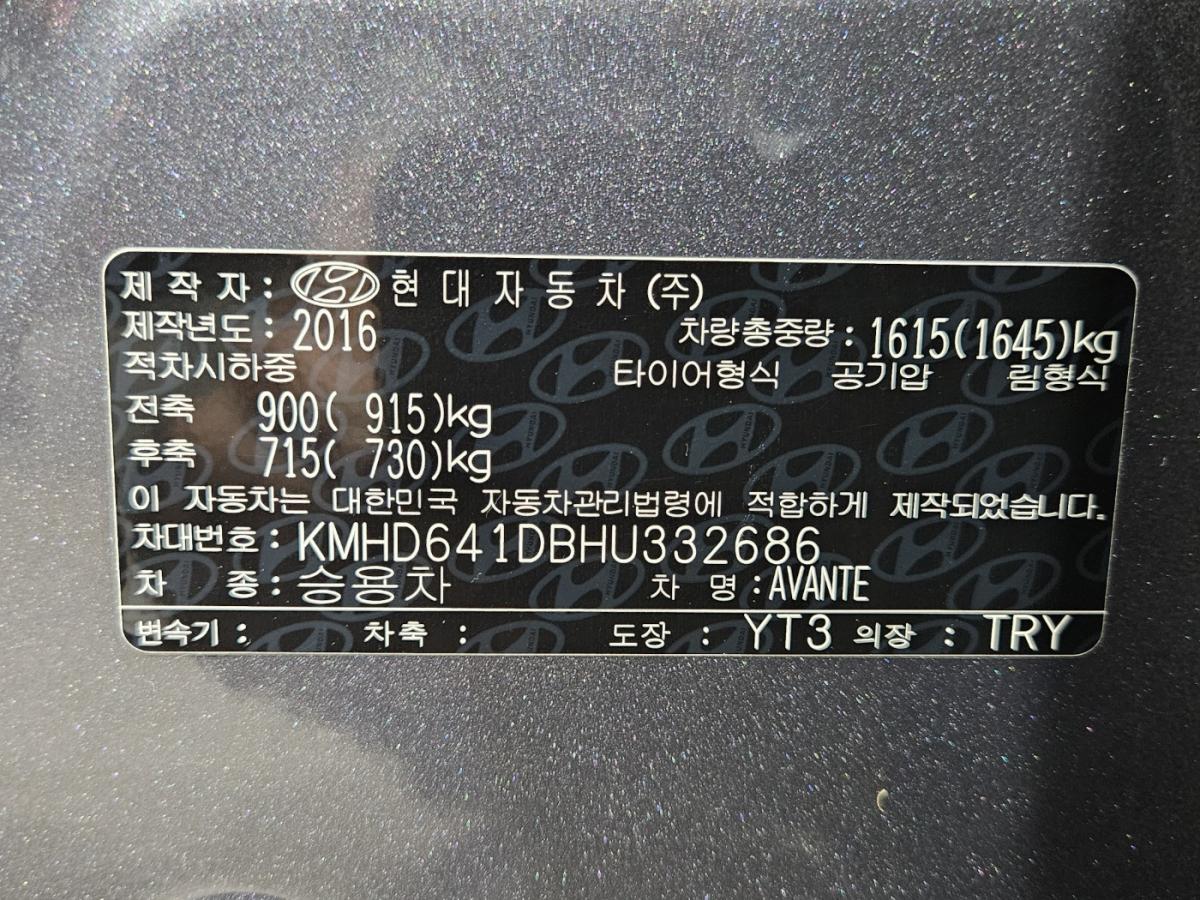 제 작 자 : 현 대 자 동 차 (주)
제작년도 : 2016 차량총중량 : 1615(1645)kg
적차시하중 타이어형식 공기압 림형식
전축 900( 915)kg
후축 715( 730)kg
이 자동차는 대한민국 자동차관리법령에 적합하게 제작되었습니다.
차대번호 : KMHD641DBHU332686
차 종 : 승용차 차 명 : AVANTE
변속기 : 차축 : 도장 : YT3 의장 : TRY